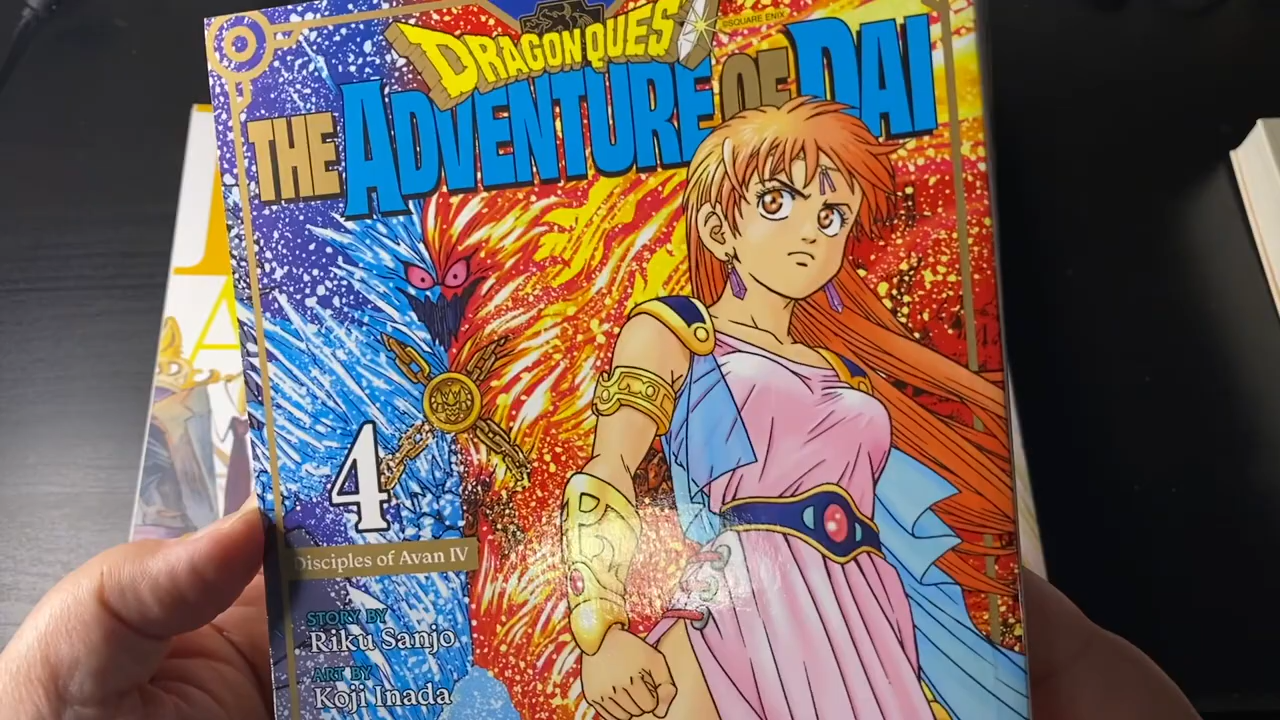 DRAGON QUEST
©SQUARE ENIX
THE ADVENTURE OF DAI
4
Disciples of Avan IV
STORY BY
Riku Sanjo
ART BY
Koji Inada